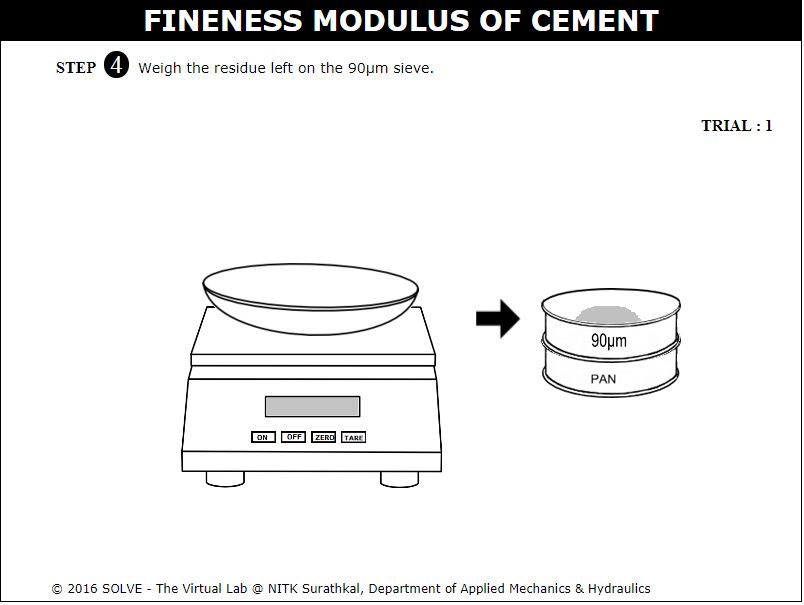 FINENESS MODULUS OF CEMENT
STEP 4 Weigh the residue left on the 90μm sieve.
TRIAL : 1
90μm
PAN
ON OFF ZERO TARE
© 2016 SOLVE - The Virtual Lab @ NITK Surathkal, Department of Applied Mechanics & Hydraulics